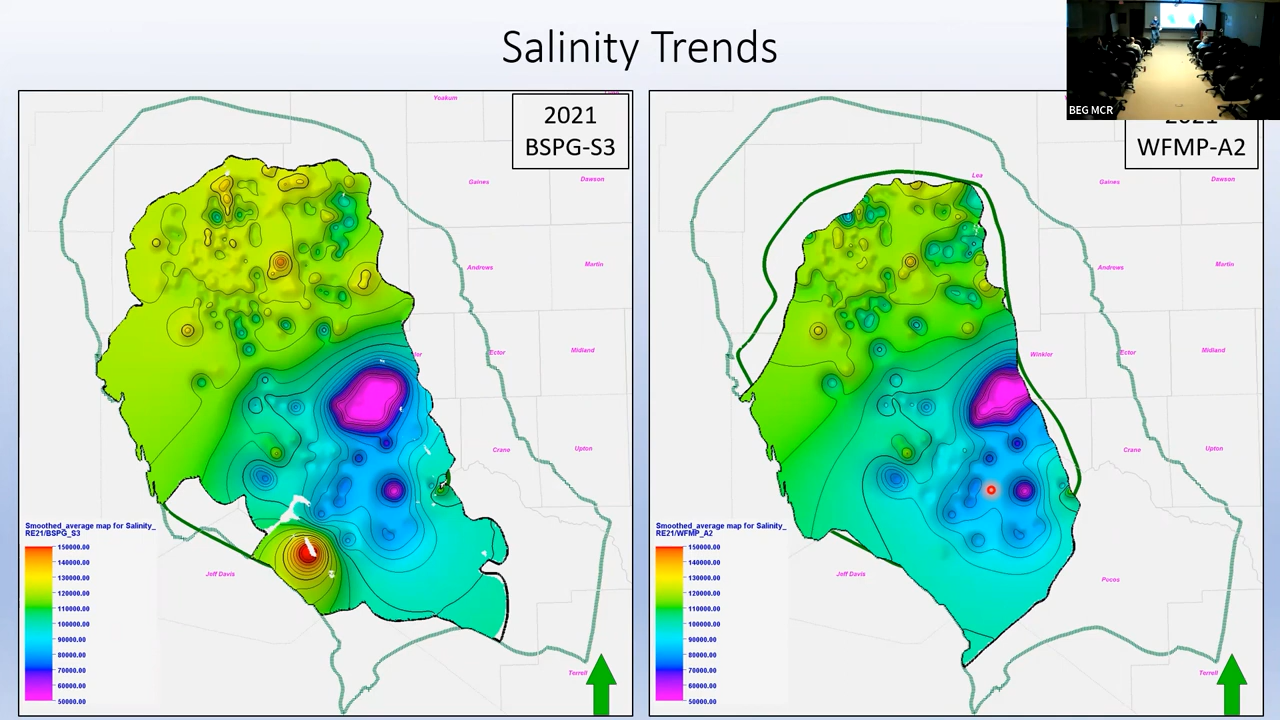 Salinity Trends
BEG MCR
2021
BSPG-S3
Yoakum
Gaines
Dawson
Andrews
Martin
Ector
Midland
Crane
Upton
Jeff Davis
Terrell
Smoothed_average map for Salinity_
RE21/BSPG_S3
150000.00
140000.00
130000.00
120000.00
110000.00
100000.00
90000.00
80000.00
70000.00
60000.00
50000.00
2021
WFMP-A2
Lea
Gaines
Dawson
Andrews
Martin
Winkler
Ector
Midland
Crane
Upton
Jeff Davis
Pecos
Terrell
Smoothed_average map for Salinity_
RE21/WFMP_A2
150000.00
140000.00
130000.00
120000.00
110000.00
100000.00
90000.00
80000.00
70000.00
60000.00
50000.00